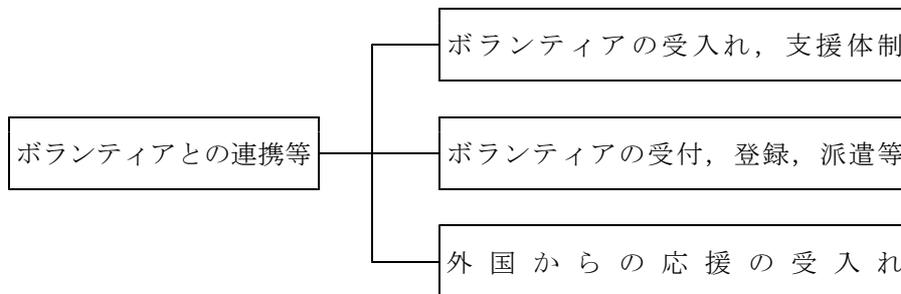 ボランティアの受入れ，支援体制
ボランティアとの連携等
ボランティアの受付，登録，派遣等
外国からの応援の受入れ